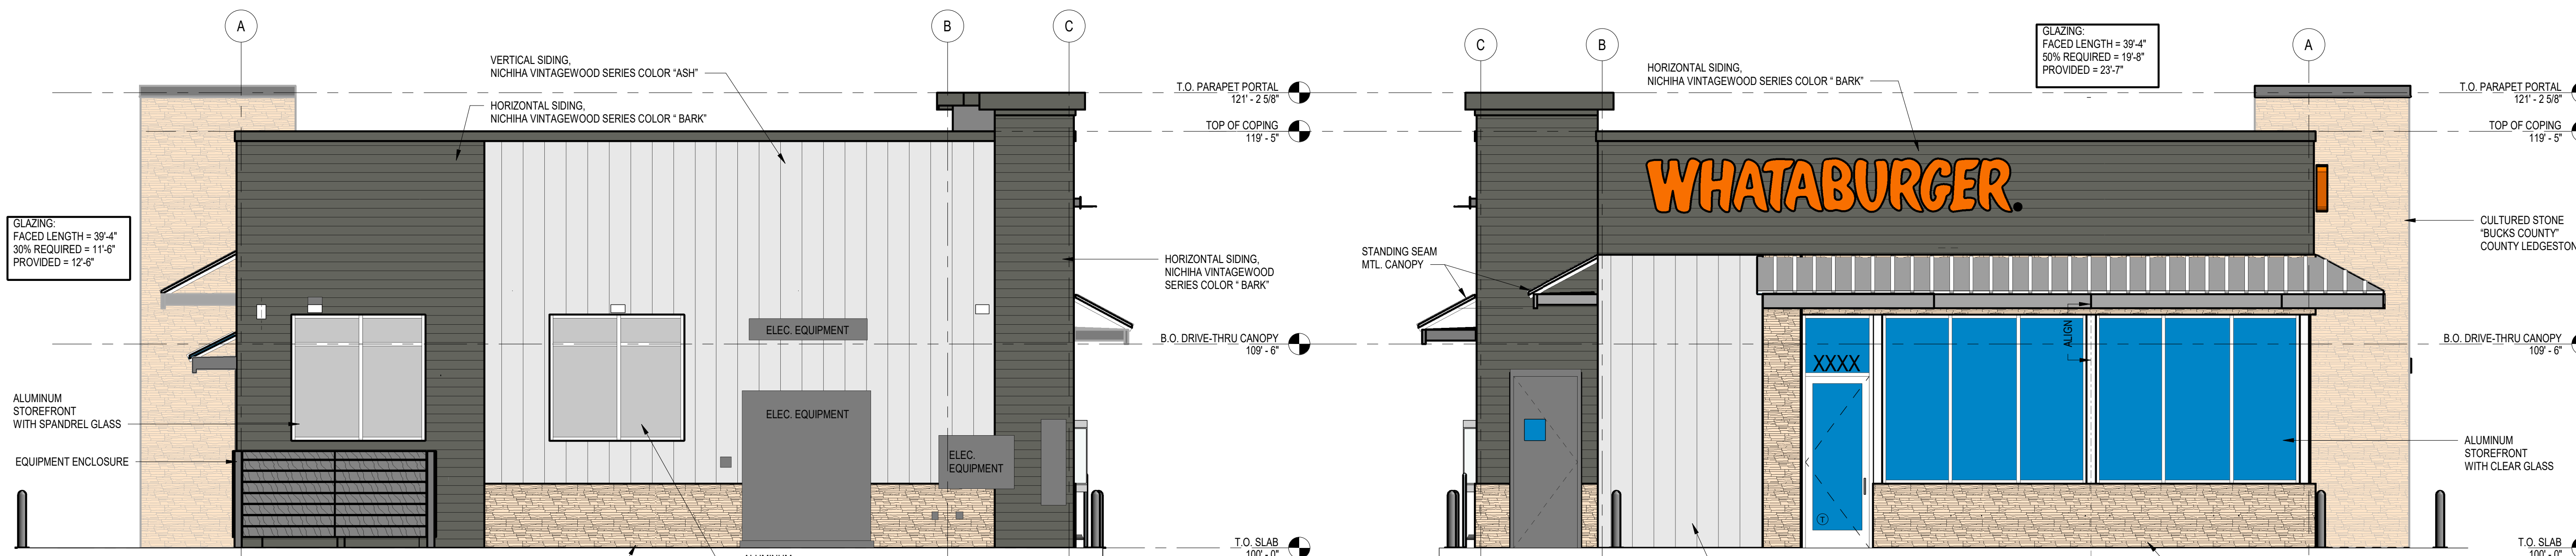 A
B
C
VERTICAL SIDING,
NICHIHA VINTAGEWOOD SERIES COLOR "ASH"
HORIZONTAL SIDING,
NICHIHA VINTAGEWOOD SERIES COLOR " BARK"
T.O. PARAPET PORTAL
121' - 2 5/8"
TOP OF COPING
119' - 5"
GLAZING:
FACED LENGTH = 39'-4"
30% REQUIRED = 11'-6"
PROVIDED = 12'-6"
HORIZONTAL SIDING,
NICHIHA VINTAGEWOOD
SERIES COLOR " BARK"
ELEC. EQUIPMENT
B.O. DRIVE-THRU CANOPY
109' - 6"
ALUMINUM
STOREFRONT
WITH SPANDREL GLASS
ELEC. EQUIPMENT
EQUIPMENT ENCLOSURE
ELEC.
EQUIPMENT
T.O. SLAB
100' - 0"
C
B
A
GLAZING:
FACED LENGTH = 39'-4"
50% REQUIRED = 19'-8"
PROVIDED = 23'-7"
HORIZONTAL SIDING,
NICHIHA VINTAGEWOOD SERIES COLOR " BARK"
T.O. PARAPET PORTAL
121' - 2 5/8"
TOP OF COPING
119' - 5"
WHATABURGER
STANDING SEAM
MTL. CANOPY
CULTURED STONE
"BUCKS COUNTY"
COUNTY LEDGESTON
ALIGN
B.O. DRIVE-THRU CANOPY
109' - 6"
XXXX
ALUMINUM
STOREFRONT
WITH CLEAR GLASS
T
T.O. SLAB
100' - 0"